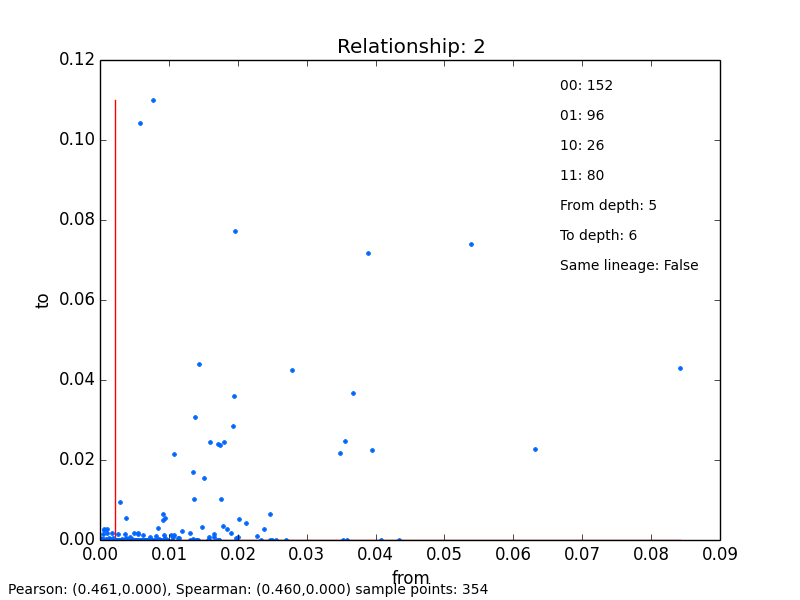 Relationship: 2
0.12
0.10
0.08
0.06
0.04
0.02
0.00
to
00: 152
01: 96
10: 26
11: 80
From depth: 5
To depth: 6
Same lineage: False
0.00 0.01 0.02 0.03 0.04 0.05 0.06 0.07 0.08 0.09
from
Pearson: (0.461,0.000), Spearman: (0.460,0.000) sample points: 354